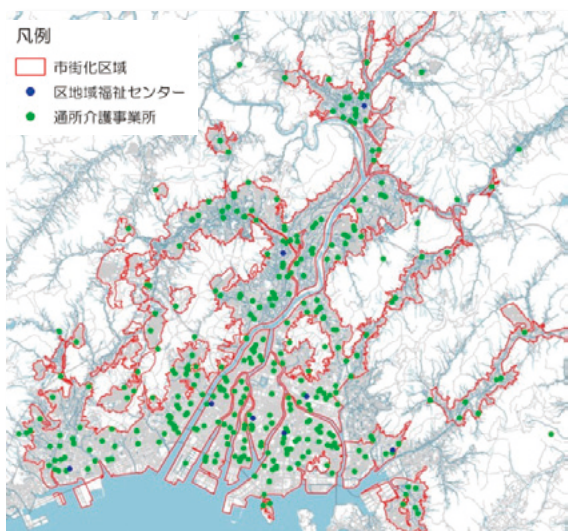 凡例
市街化区域
区地域福祉センター
通所介護事業所